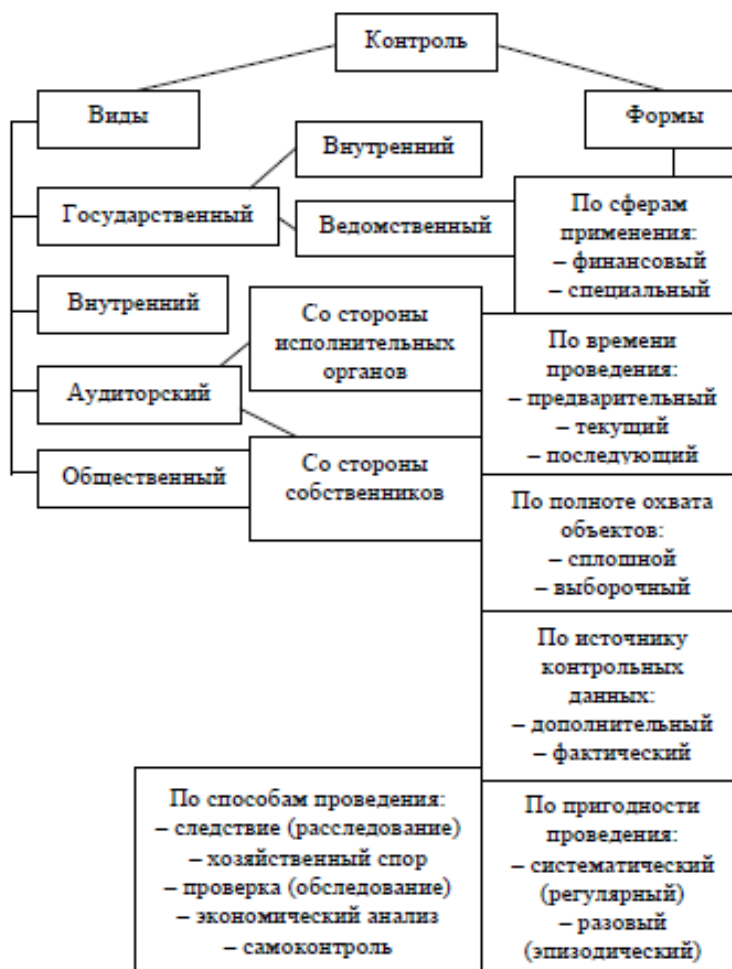 Контроль
Виды
Формы
Внутренний
Государственный
Ведомственный
По сферам
применения:
– финансовый
– специальный
Внутренний
Со стороны
исполнительных
органов
Аудиторский
По времени
проведения:
– предварительный
– текущий
– последующий
Общественный
Со стороны
собственников
По полноте охвата
объектов:
– сплошной
– выборочный
По источнику
контрольных
данных:
– дополнительный
– фактический
По способам проведения:
– следствие (расследование)
– хозяйственный спор
– проверка (обследование)
– экономический анализ
– самоконтроль
По пригодности
проведения:
– систематический
(регулярный)
– разовый
(эпизодический)